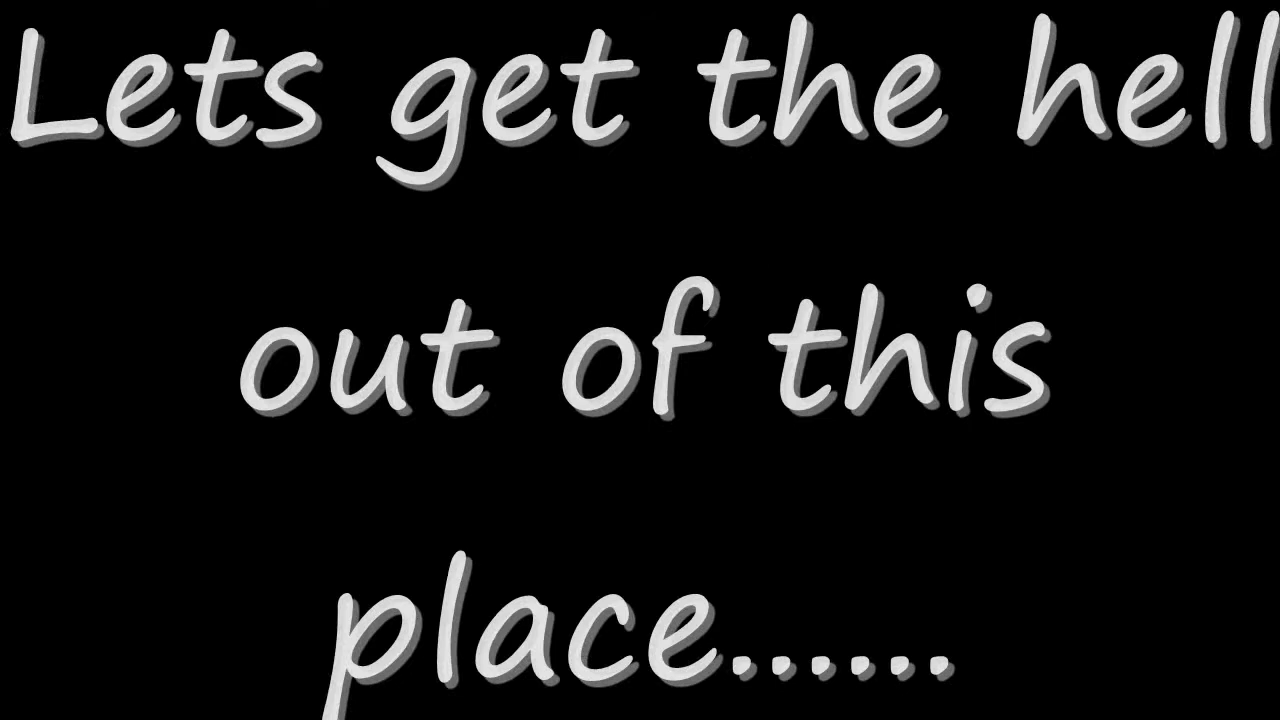 Lets get the hell
out of this
place......